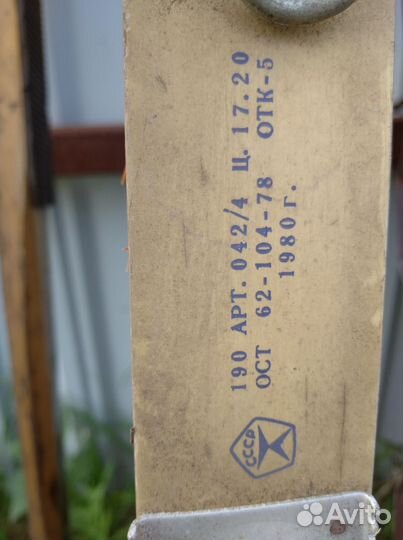 190 АРТ. 042/4 Ц. 17.20
ОСТ 62-104-78 ОТК-5
1980 г.
СССР
Avito